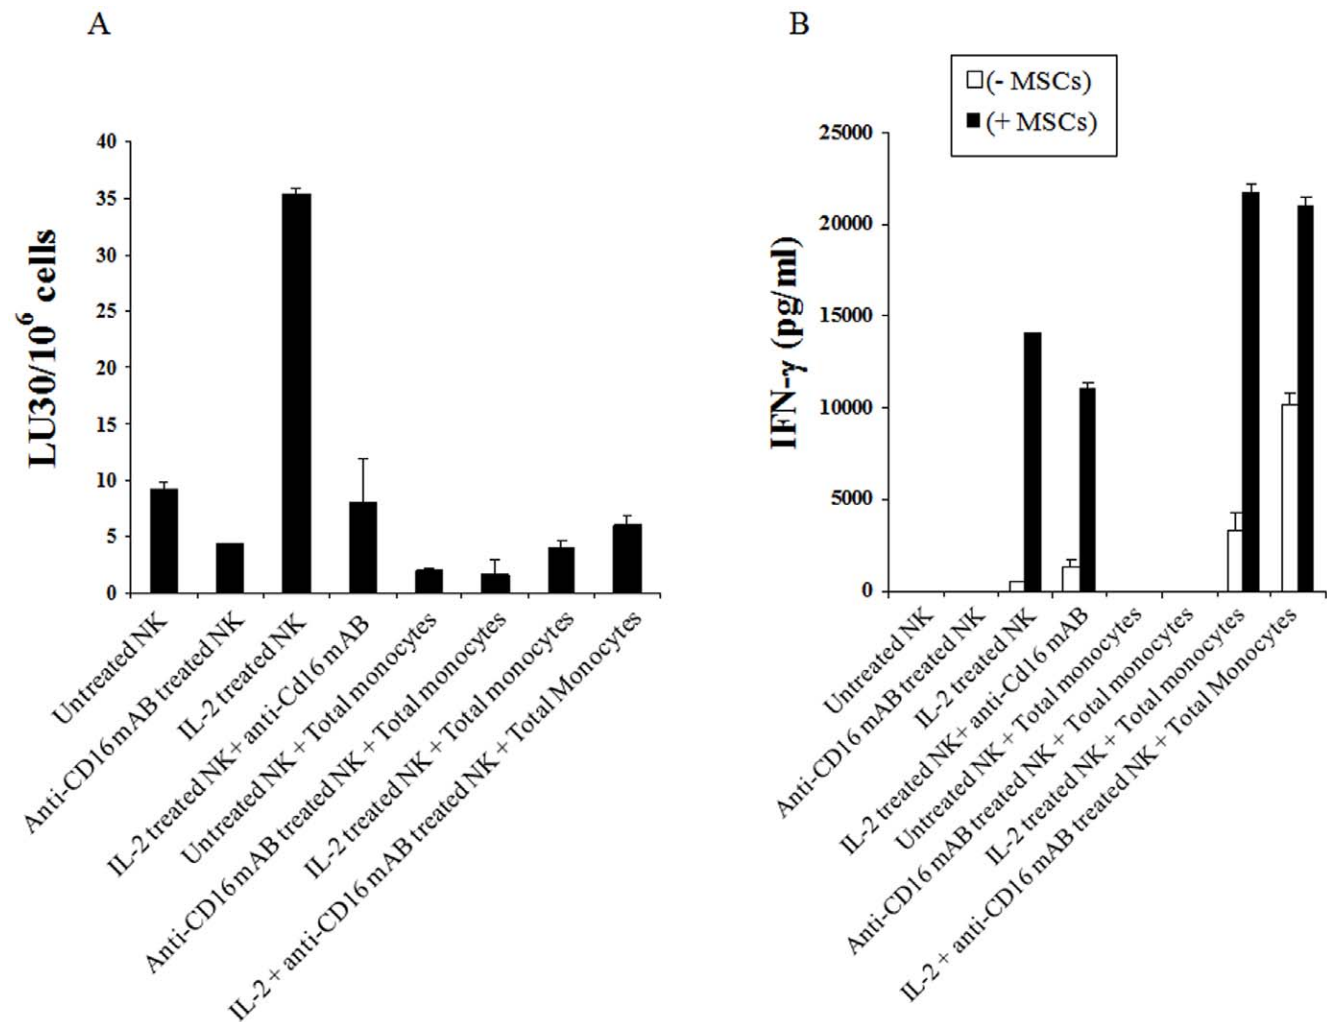 A
40
35
30
25
20
15
10
5
0
LU30/10⁶ cells
Untreated NK
Anti-CD16 mAB treated NK
IL-2 treated NK
IL-2 treated NK+ anti-Cd16 mAB
Untreated NK + Total monocytes
Anti-CD16 mAB treated NK + Total monocytes
IL-2 treated NK + Total monocytes
IL-2 + anti-CD16 mAB treated NK + Total Monocytes
B
(- MSCs)
(+ MSCs)
25000
20000
15000
10000
5000
0
IFN-γ (pg/ml)
Untreated NK
Anti-CD16 mAB treated NK
IL-2 treated NK
IL-2 treated NK+ anti-Cd16 mAB
Untreated NK + Total monocytes
Anti-CD16 mAB treated NK + Total monocytes
IL-2 treated NK + Total monocytes
IL-2 + anti-CD16 mAB treated NK + Total Monocytes